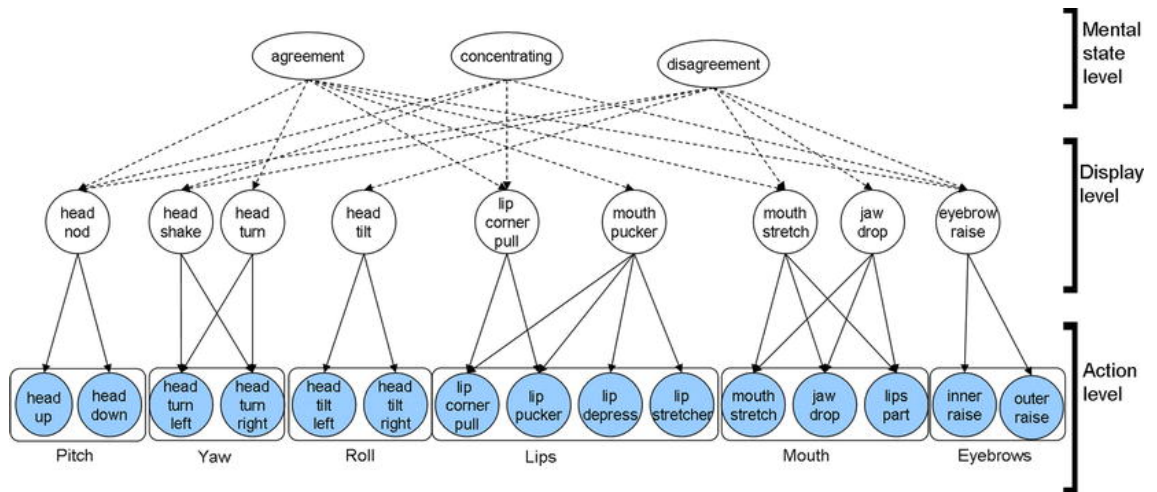 agreement
concentrating
disagreement
Mental
state
level
head
nod
head
shake
head
turn
head
tilt
lip
corner
pull
mouth
pucker
mouth
stretch
jaw
drop
eyebrow
raise
Display
level
head
up
head
down
head
turn
left
head
turn
right
head
tilt
left
head
tilt
right
lip
corner
pull
lip
pucker
lip
depress
lip
stretcher
mouth
stretch
jaw
drop
lips
part
inner
raise
outer
raise
Action
level
Pitch
Yaw
Roll
Lips
Mouth
Eyebrows